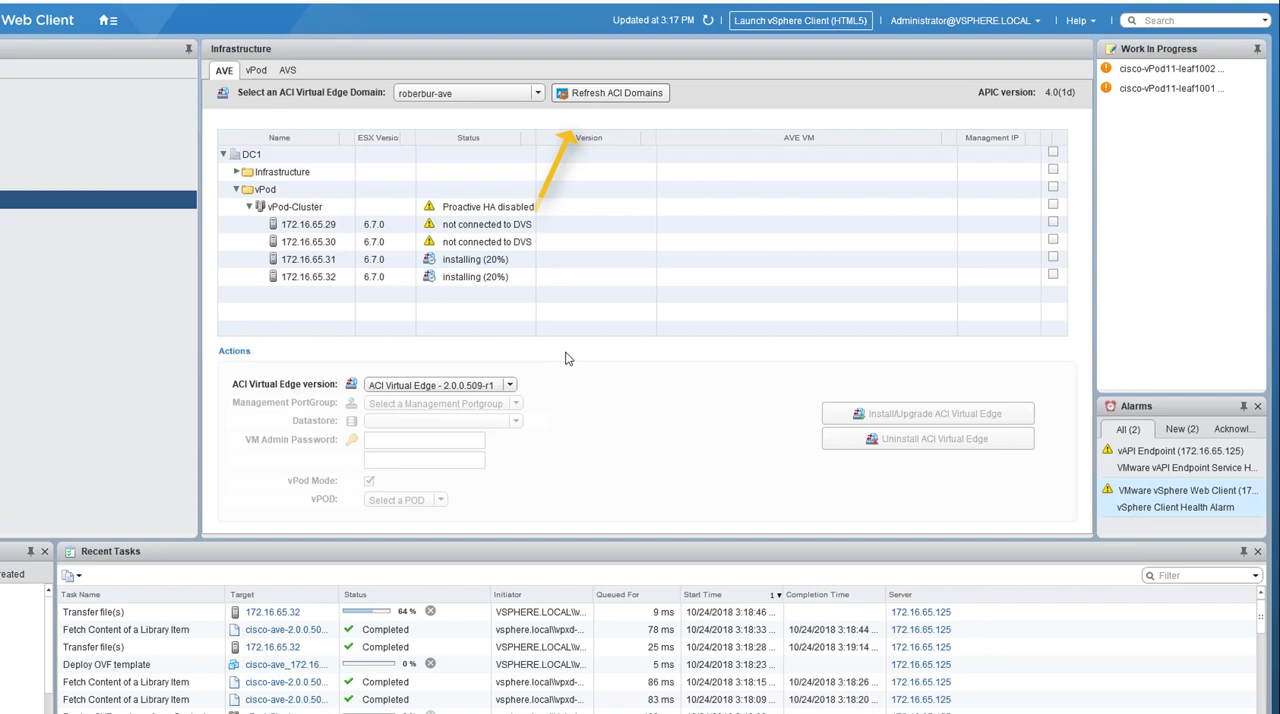 Web Client
Updated at 3:17 PM
Launch vSphere Client (HTML5)
Administrator@VSPHERE.LOCAL
Help
Search
Infrastructure
AVE vPod AVS
Select an ACI Virtual Edge Domain: roberbur-ave Refresh ACI Domains APIC version: 4.0(1d)
Name ESX Versio Status Version AVE VM Managment IP
DC1
Infrastructure
vPod
vPod-Cluster Proactive HA disabled
172.16.65.29 6.7.0 not connected to DVS
172.16.65.30 6.7.0 not connected to DVS
172.16.65.31 6.7.0 installing (20%)
172.16.65.32 6.7.0 installing (20%)
Actions
ACI Virtual Edge version: ACI Virtual Edge - 2.0.0.509-r1
Management PortGroup: Select a Management Portgroup
Datastore:
VM Admin Password:
vPod Mode:
vPOD: Select a POD
Install/Upgrade ACI Virtual Edge
Uninstall ACI Virtual Edge
Work In Progress
cisco-vPod11-leaf1002 ...
cisco-vPod11-leaf1001 ...
Alarms
All (2) New (2) Acknowl...
vAPI Endpoint (172.16.65.125)
VMware vAPI Endpoint Service H...
VMware vSphere Web Client (17...
vSphere Client Health Alarm
eated
Recent Tasks
Filter
Task Name Target Status Initiator Queued For Start Time 1 Completion Time Server
Transfer file(s) 172.16.65.32 64 % VSPHERE.LOCAL\\v... 9 ms 10/24/2018 3:18:46 ... 172.16.65.125
Fetch Content of a Library Item cisco-ave-2.0.0.50... Completed vsphere.local\\vpxd-... 78 ms 10/24/2018 3:18:33 ... 10/24/2018 3:18:44 ... 172.16.65.125
Transfer file(s) 172.16.65.32 Completed VSPHERE.LOCAL\\v... 25 ms 10/24/2018 3:18:28 ... 10/24/2018 3:19:14 ... 172.16.65.125
Deploy OVF template cisco-ave_172.16.... 0 % VSPHERE.LOCAL\\v... 5 ms 10/24/2018 3:18:23 ... 172.16.65.125
Fetch Content of a Library Item cisco-ave-2.0.0.50... Completed vsphere.local\\vpxd-... 86 ms 10/24/2018 3:18:15 ... 10/24/2018 3:18:26 ... 172.16.65.125
Fetch Content of a Library Item cisco-ave-2.0.0.50... Completed vsphere.local\\vpxd-... 83 ms 10/24/2018 3:18:09 ... 10/24/2018 3:18:20 ... 172.16.65.125